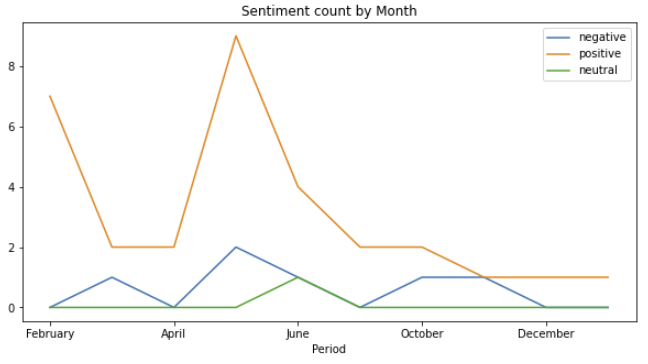 Sentiment count by Month
negative
positive
neutral
8
6
4
2
0
February April June October December
Period